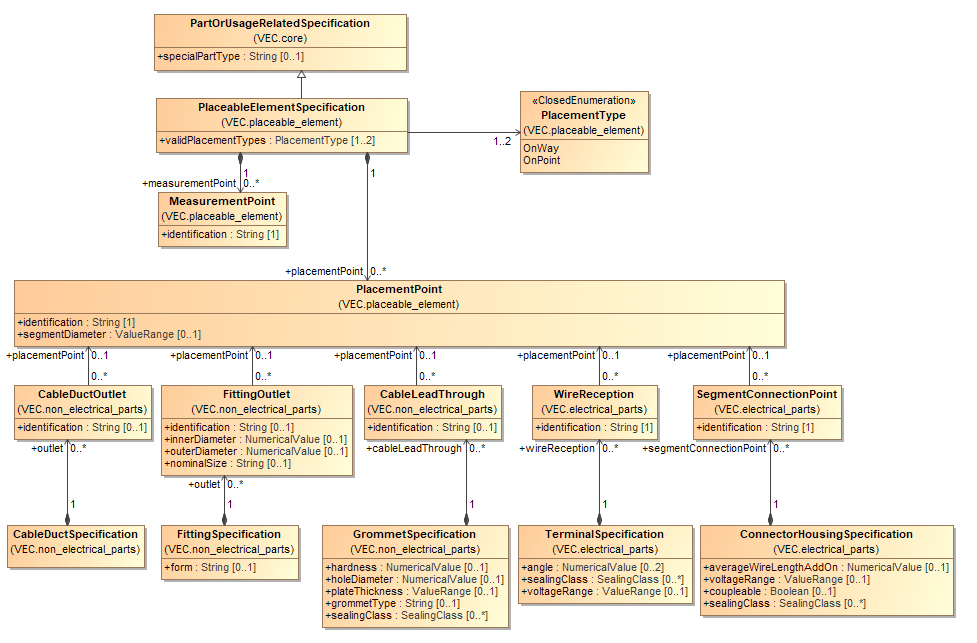 PartOrUsageRelatedSpecification
(VEC.core)
+specialPartType : String [0..1]
PlaceableElementSpecification
(VEC.placeable_element)
+validPlacementTypes : PlacementType [1..2]
«ClosedEnumeration»
PlacementType
(VEC.placeable_element)
OnWay
OnPoint
1..2
1
+measurementPoint 0..*
1
MeasurementPoint
(VEC.placeable_element)
+identification : String [1]
+placementPoint 0..*
PlacementPoint
(VEC.placeable_element)
+identification : String [1]
+segmentDiameter : ValueRange [0..1]
+placementPoint 0..1
+placementPoint 0..1
+placementPoint 0..1
+placementPoint 0..1
+placementPoint 0..1
0..*
0..*
0..*
0..*
0..*
CableDuctOutlet
(VEC.non_electrical_parts)
+identification : String [0..1]
FittingOutlet
(VEC.non_electrical_parts)
+identification : String [0..1]
+innerDiameter : NumericalValue [0..1]
+outerDiameter : NumericalValue [0..1]
+nominalSize : String [0..1]
CableLeadThrough
(VEC.non_electrical_parts)
+identification : String [0..1]
WireReception
(VEC.electrical_parts)
+identification : String [1]
SegmentConnectionPoint
(VEC.electrical_parts)
+identification : String [1]
+outlet 0..*
+outlet 0..*
+cableLeadThrough 0..*
+wireReception 0..*
+segmentConnectionPoint 0..*
1
1
1
1
1
CableDuctSpecification
(VEC.non_electrical_parts)
FittingSpecification
(VEC.non_electrical_parts)
+form : String [0..1]
GrommetSpecification
(VEC.non_electrical_parts)
+hardness : NumericalValue [0..1]
+holeDiameter : NumericalValue [0..1]
+plateThickness : ValueRange [0..1]
+grommetType : String [0..1]
+sealingClass : SealingClass [0..*]
TerminalSpecification
(VEC.electrical_parts)
+angle : NumericalValue [0..2]
+sealingClass : SealingClass [0..*]
+voltageRange : ValueRange [0..1]
ConnectorHousingSpecification
(VEC.electrical_parts)
+averageWireLengthAddOn : NumericalValue [0..1]
+voltageRange : ValueRange [0..1]
+coupleable : Boolean [0..1]
+sealingClass : SealingClass [0..*]